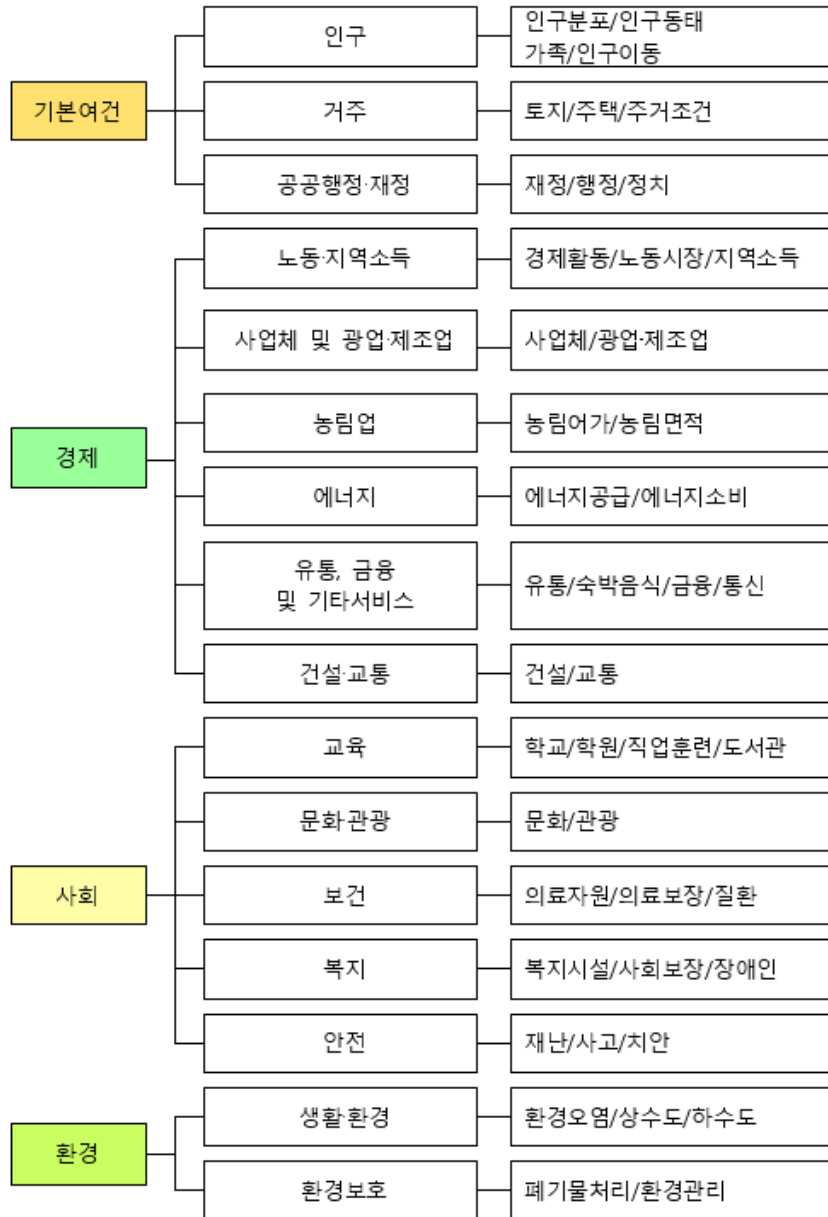 기본여건
인구
인구분포/인구동태
가족/인구이동
거주
토지/주택/주거조건
공공행정·재정
재정/행정/정치
경제
노동·지역소득
경제활동/노동시장/지역소득
사업체 및 광업·제조업
사업체/광업·제조업
농림업
농림어가/농림면적
에너지
에너지공급/에너지소비
유통, 금융
및 기타서비스
유통/숙박음식/금융/통신
건설·교통
건설/교통
사회
교육
학교/학원/직업훈련/도서관
문화·관광
문화/관광
보건
의료자원/의료보장/질환
복지
복지시설/사회보장/장애인
안전
재난/사고/치안
환경
생활·환경
환경오염/상수도/하수도
환경보호
폐기물처리/환경관리